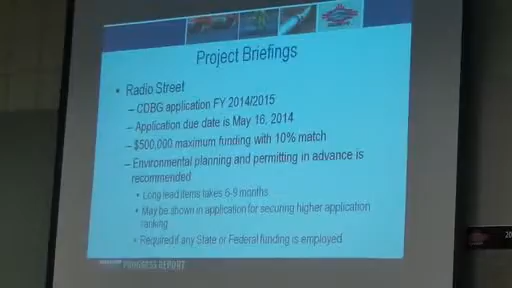 Project Briefings
• Radio Street
– CDBG application FY 2014/2015
– Application due date is May 16, 2014
– $500,000 maximum funding with 10% match
– Environmental planning and permitting in advance is
recommended
• Long lead items takes 6-9 months
• May be shown in application for securing higher application
ranking
• Required if any State or Federal funding is employed
PROGRESS REPORT
20